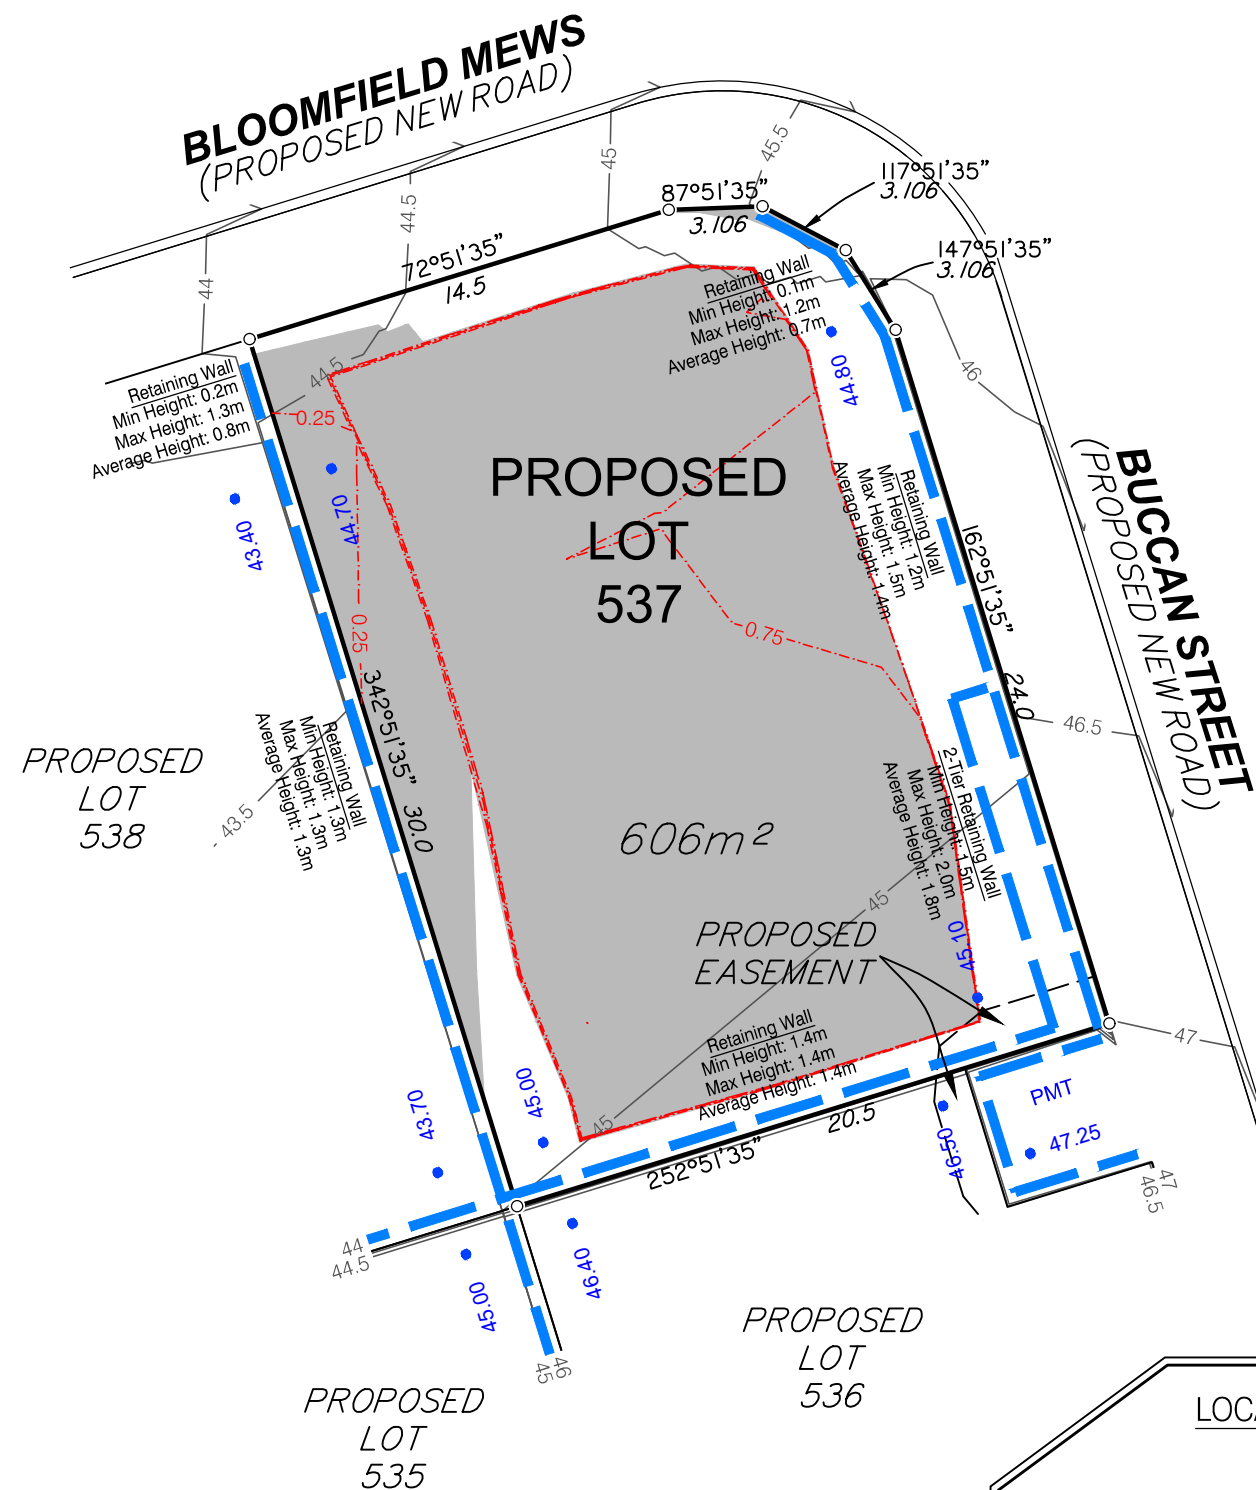 BLOOMFIELD MEWS
(PROPOSED NEW ROAD)
44
44.5
45
45.5
87°51'35"
3.106
117°51'35"
3.106
147°51'35"
3.106
72°51'35"
14.5
Retaining Wall
Min Height: 0.1m
Max Height: 1.2m
Average Height: 0.7m
44.80
46
Retaining Wall
Min Height: 0.2m
Max Height: 1.3m
Average Height: 0.8m
44.5
0.25
43.40
44.70
PROPOSED
LOT
537
Retaining Wall
Min Height: 1.2m
Max Height: 1.5m
Average Height: 1.4m
162°51'35"
24.0
BUCCAN STREET
(PROPOSED NEW ROAD)
0.25
0.75
342°51'35"
30.0
46.5
Retaining Wall
Min Height: 1.3m
Max Height: 1.3m
Average Height: 1.3m
43.5
PROPOSED
LOT
538
606m²
2-Tier Retaining Wall
Min Height: 1.5m
Max Height: 2.0m
Average Height: 1.8m
45
45.10
PROPOSED
EASEMENT
47
Retaining Wall
Min Height: 1.4m
Max Height: 1.4m
Average Height: 1.4m
45
45.00
43.70
20.5
252°51'35"
46.50
PMT
47.25
47
46.5
44
44.5
45.00
46.40
45
46
PROPOSED
LOT
536
PROPOSED
LOT
535